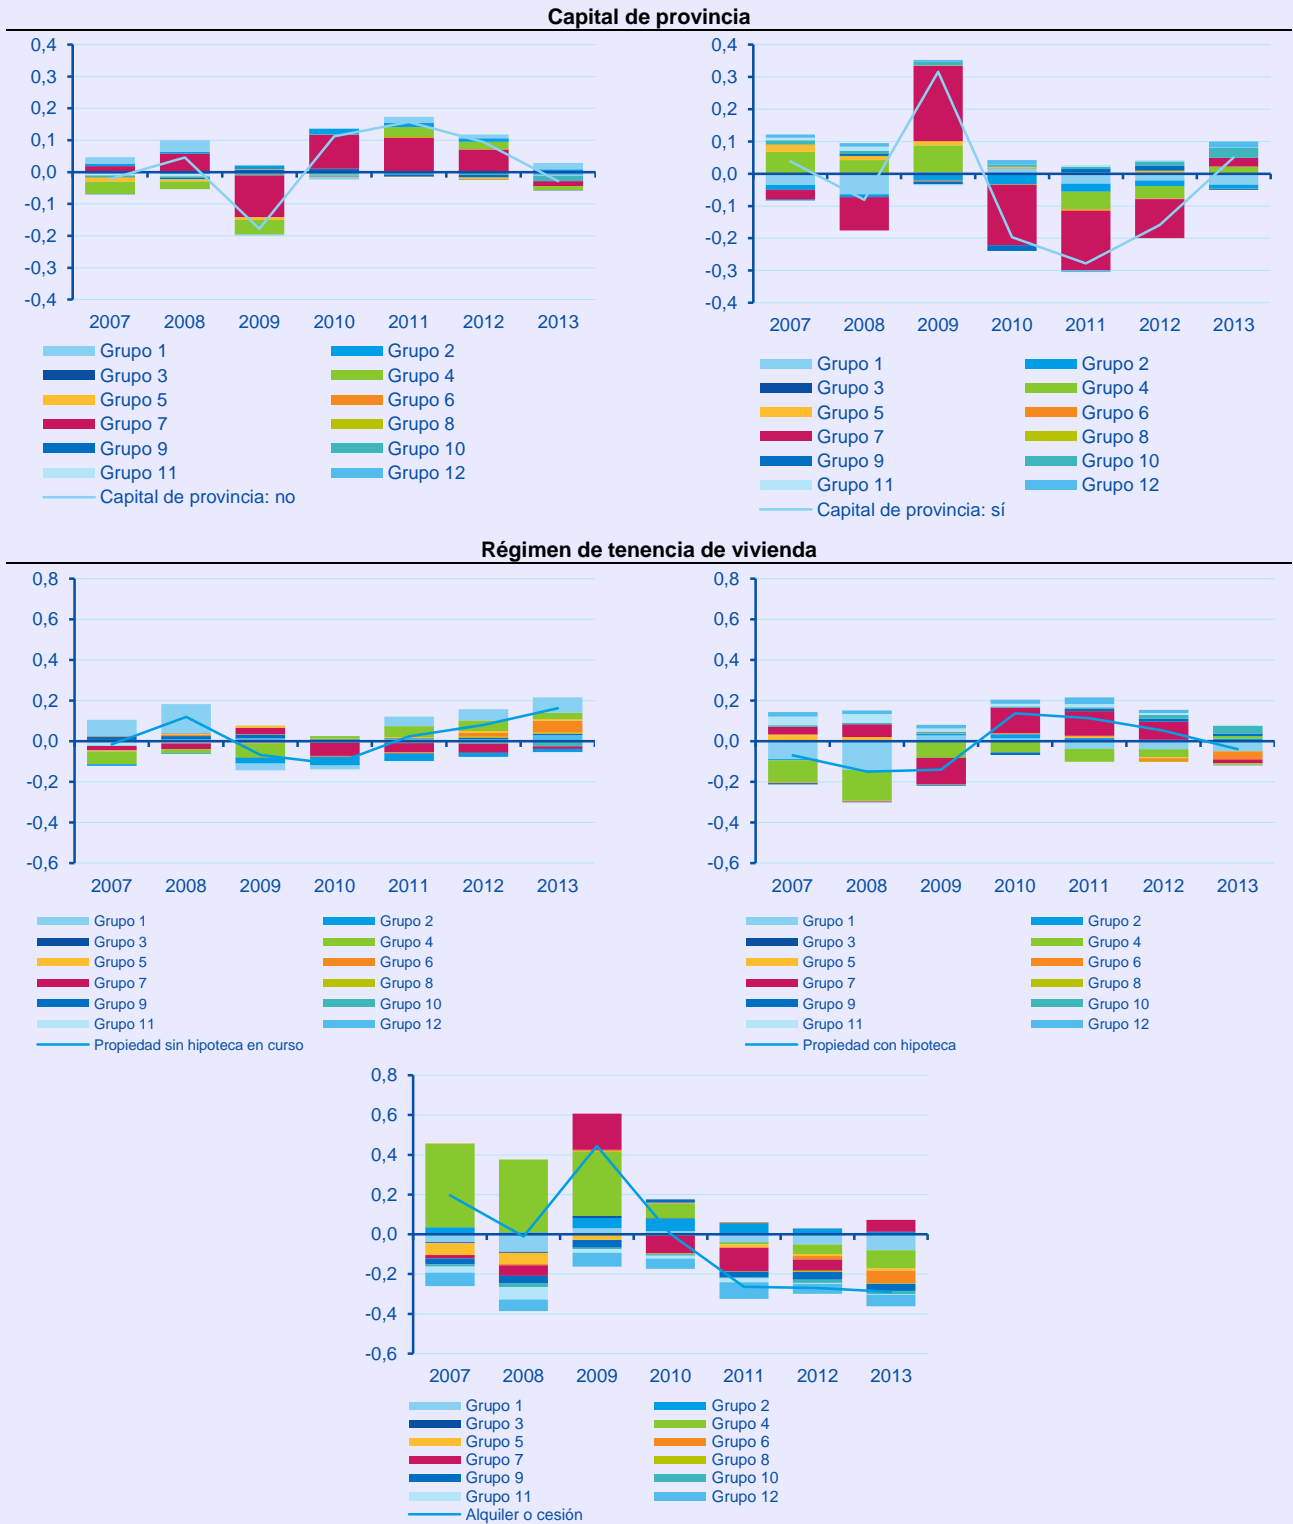 Capital de provincia
0,4
0,3
0,2
0,1
0,0
-0,1
-0,2
-0,3
-0,4
2007 2008 2009 2010 2011 2012 2013
Grupo 1 Grupo 2
Grupo 3 Grupo 4
Grupo 5 Grupo 6
Grupo 7 Grupo 8
Grupo 9 Grupo 10
Grupo 11 Grupo 12
Capital de provincia: no
0,4
0,3
0,2
0,1
0,0
-0,1
-0,2
-0,3
-0,4
2007 2008 2009 2010 2011 2012 2013
Grupo 1 Grupo 2
Grupo 3 Grupo 4
Grupo 5 Grupo 6
Grupo 7 Grupo 8
Grupo 9 Grupo 10
Grupo 11 Grupo 12
Capital de provincia: sí
Régimen de tenencia de vivienda
0,8
0,6
0,4
0,2
0,0
-0,2
-0,4
-0,6
2007 2008 2009 2010 2011 2012 2013
Grupo 1 Grupo 2
Grupo 3 Grupo 4
Grupo 5 Grupo 6
Grupo 7 Grupo 8
Grupo 9 Grupo 10
Grupo 11 Grupo 12
Propiedad sin hipoteca en curso
0,8
0,6
0,4
0,2
0,0
-0,2
-0,4
-0,6
2007 2008 2009 2010 2011 2012 2013
Grupo 1 Grupo 2
Grupo 3 Grupo 4
Grupo 5 Grupo 6
Grupo 7 Grupo 8
Grupo 9 Grupo 10
Grupo 11 Grupo 12
Propiedad con hipoteca
0,8
0,6
0,4
0,2
0,0
-0,2
-0,4
-0,6
2007 2008 2009 2010 2011 2012 2013
Grupo 1 Grupo 2
Grupo 3 Grupo 4
Grupo 5 Grupo 6
Grupo 7 Grupo 8
Grupo 9 Grupo 10
Grupo 11 Grupo 12
Alquiler o cesión